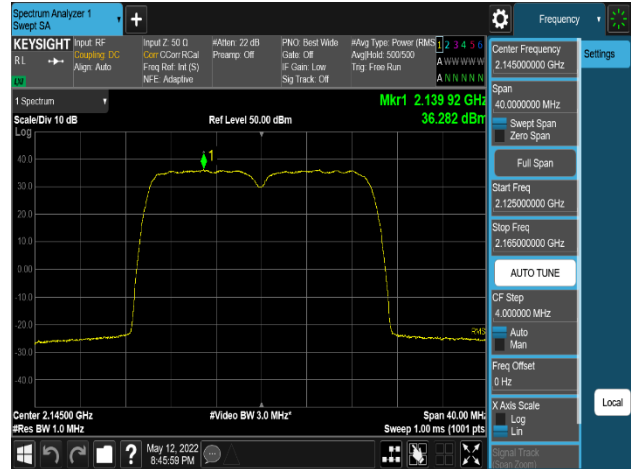 Spectrum Analyzer 1
Swept SA
+
Frequency
KEYSIGHT
Input: RF
Input Z: 50 Ω
#Atten: 22 dB
PNO: Best Wide
#Avg Type: Power (RMS
1 2 3 4 5 6
RL
Coupling: DC
Corr CCorr RCal
Preamp: Off
Gate: Off
Avg|Hold: 500/500
A W W W W W
Align: Auto
Freq Ref: Int (S)
IF Gain: Low
Trig: Free Run
NFE: Adaptive
Sig Track: Off
A N N N N N
LXI
1 Spectrum
Mkr1 2.139 92 GHz
Scale/Div 10 dB
Ref Level 50.00 dBm
36.282 dBm
Log
40.0
30.0
20.0
10.0
0.00
-10.0
-20.0
-30.0
-40.0
1
RMS
Center 2.14500 GHz
#Video BW 3.0 MHz*
Span 40.00 MHz
#Res BW 1.0 MHz
Sweep 1.00 ms (1001 pts
May 12, 2022
8:45:59 PM
Center Frequency
2.145000000 GHz
Settings
Span
40.0000000 MHz
Swept Span
Zero Span
Full Span
Start Freq
2.125000000 GHz
Stop Freq
2.165000000 GHz
AUTO TUNE
CF Step
4.000000 MHz
Auto
Man
Freq Offset
0 Hz
X Axis Scale
Log
Lin
Local
Signal Track
(Span Zoom)